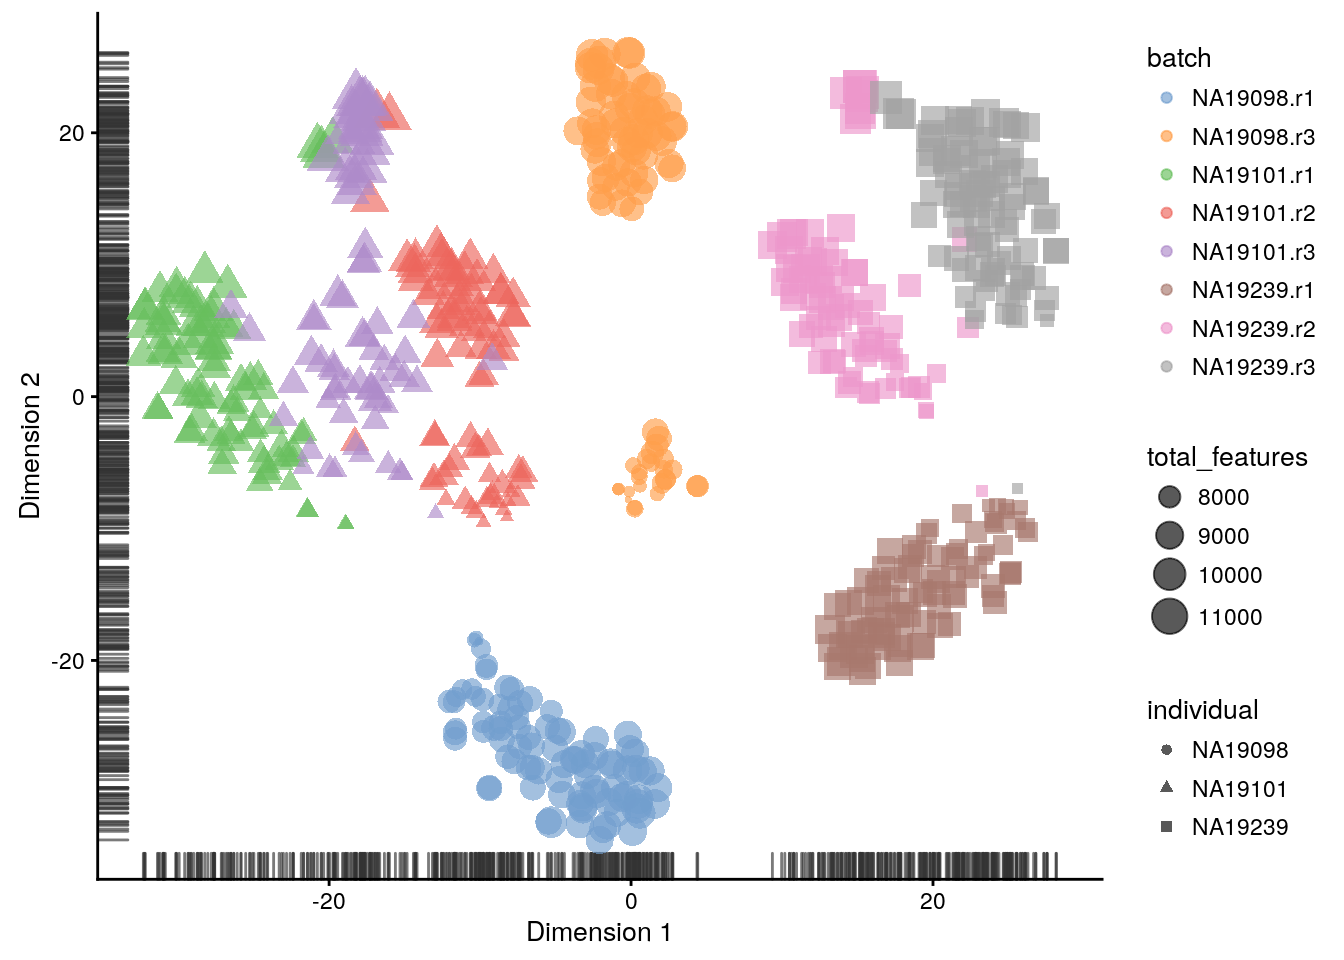 batch
NA19098.r1
NA19098.r3
NA19101.r1
NA19101.r2
NA19101.r3
NA19239.r1
NA19239.r2
NA19239.r3
total_features
8000
9000
10000
11000
individual
NA19098
NA19101
NA19239
Dimension 2
20
0
-20
-20
0
20
Dimension 1